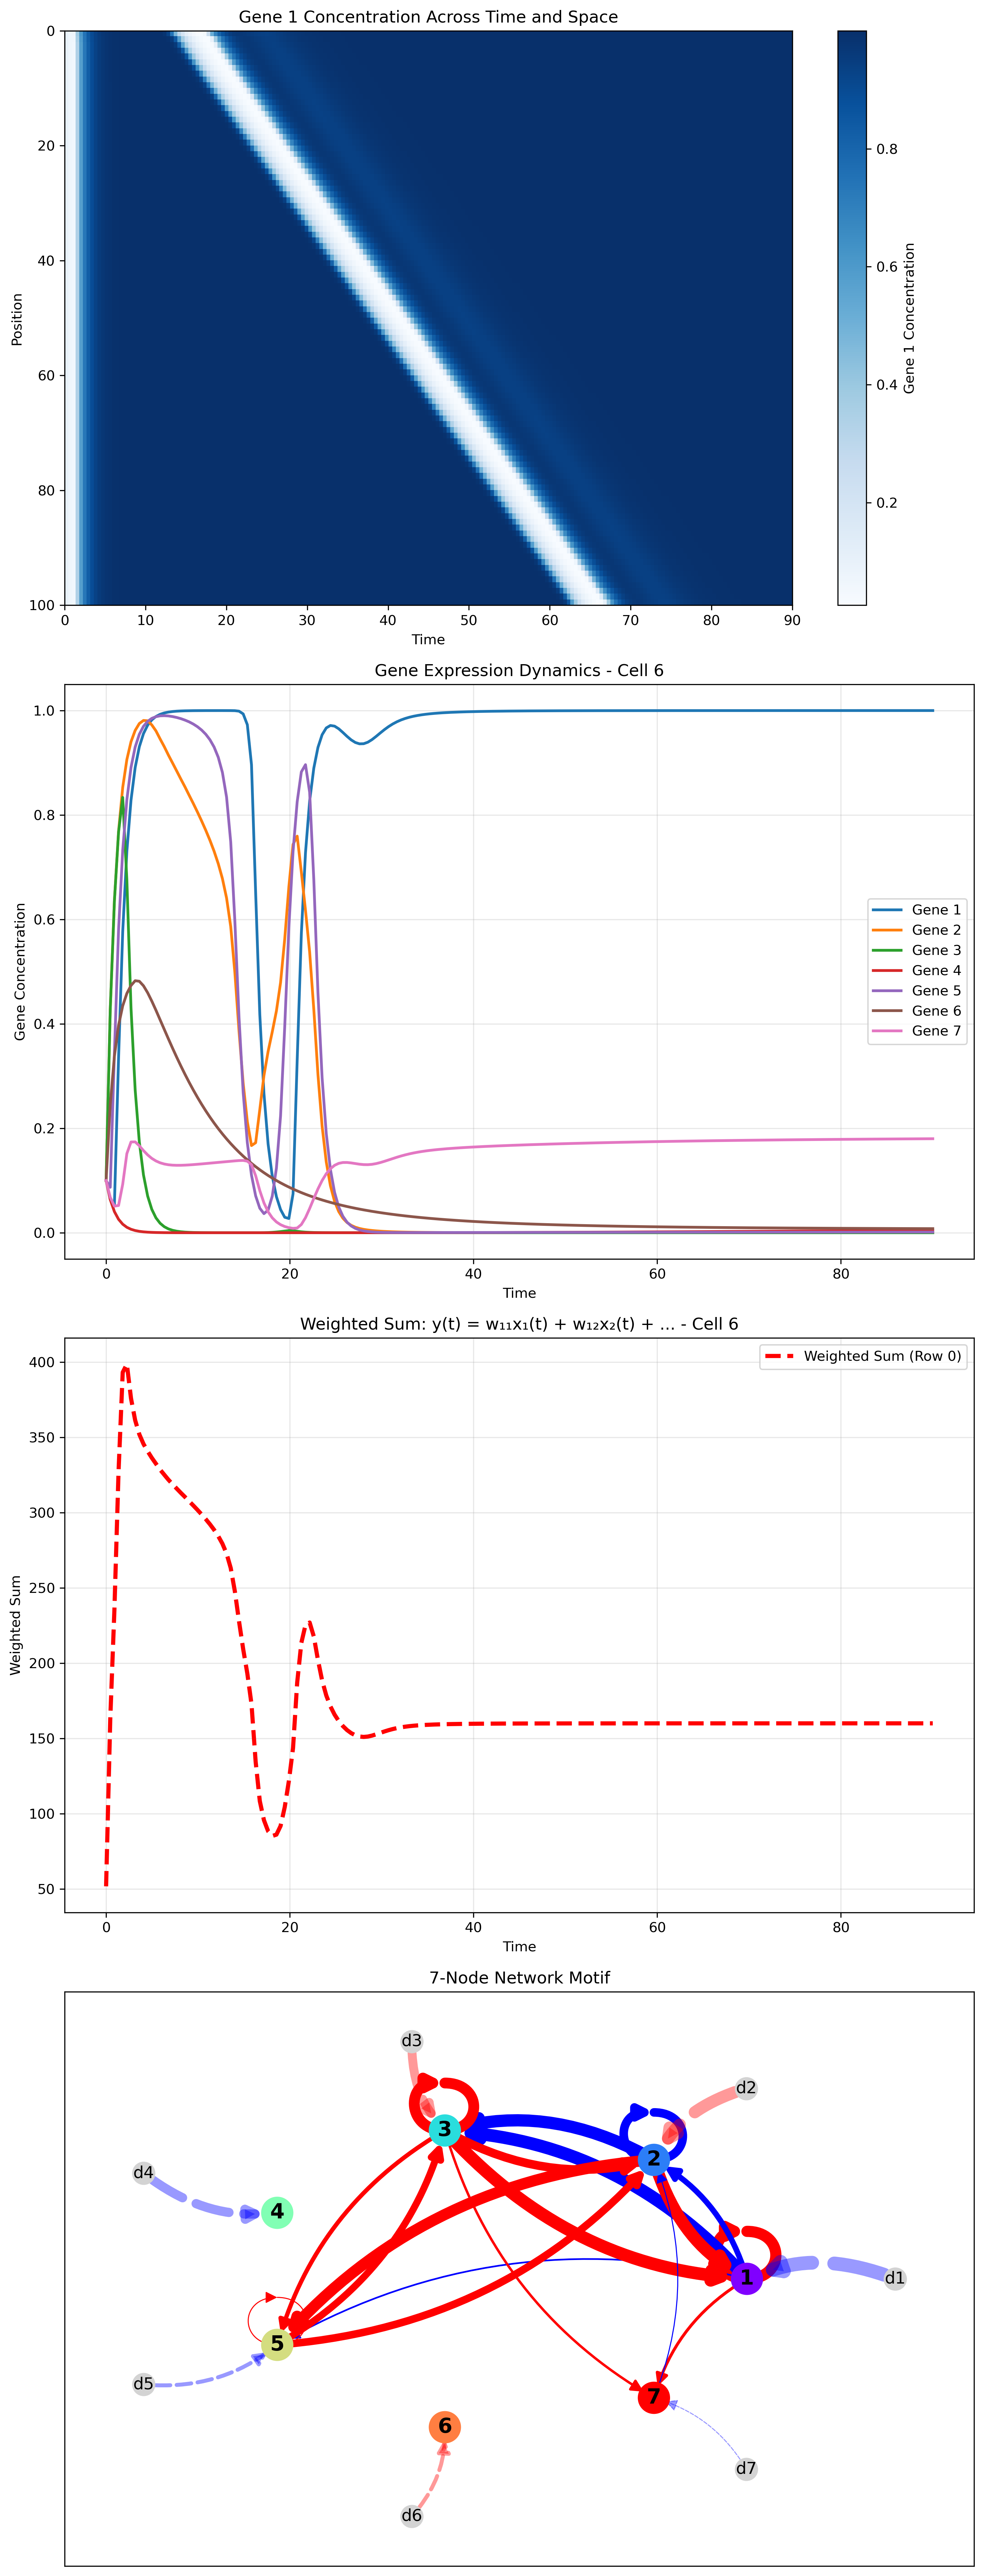 Gene 1 Concentration Across Time and Space
0
20
40
60
80
100
Position
0 10 20 30 40 50 60 70 80 90
Time
0.8
0.6
0.4
0.2
Gene 1 Concentration
Gene Expression Dynamics - Cell 6
1.0
0.8
0.6
0.4
0.2
0.0
Gene Concentration
Gene 1
Gene 2
Gene 3
Gene 4
Gene 5
Gene 6
Gene 7
0 20 40 60 80
Time
Weighted Sum: y(t) = w₁₁x₁(t) + w₁₂x₂(t) + ... - Cell 6
400
350
300
250
200
150
100
50
Weighted Sum
Weighted Sum (Row 0)
0 20 40 60 80
Time
7-Node Network Motif
d3
d2
3
2
d4
4
1
d1
5
d5
7
6
d7
d6